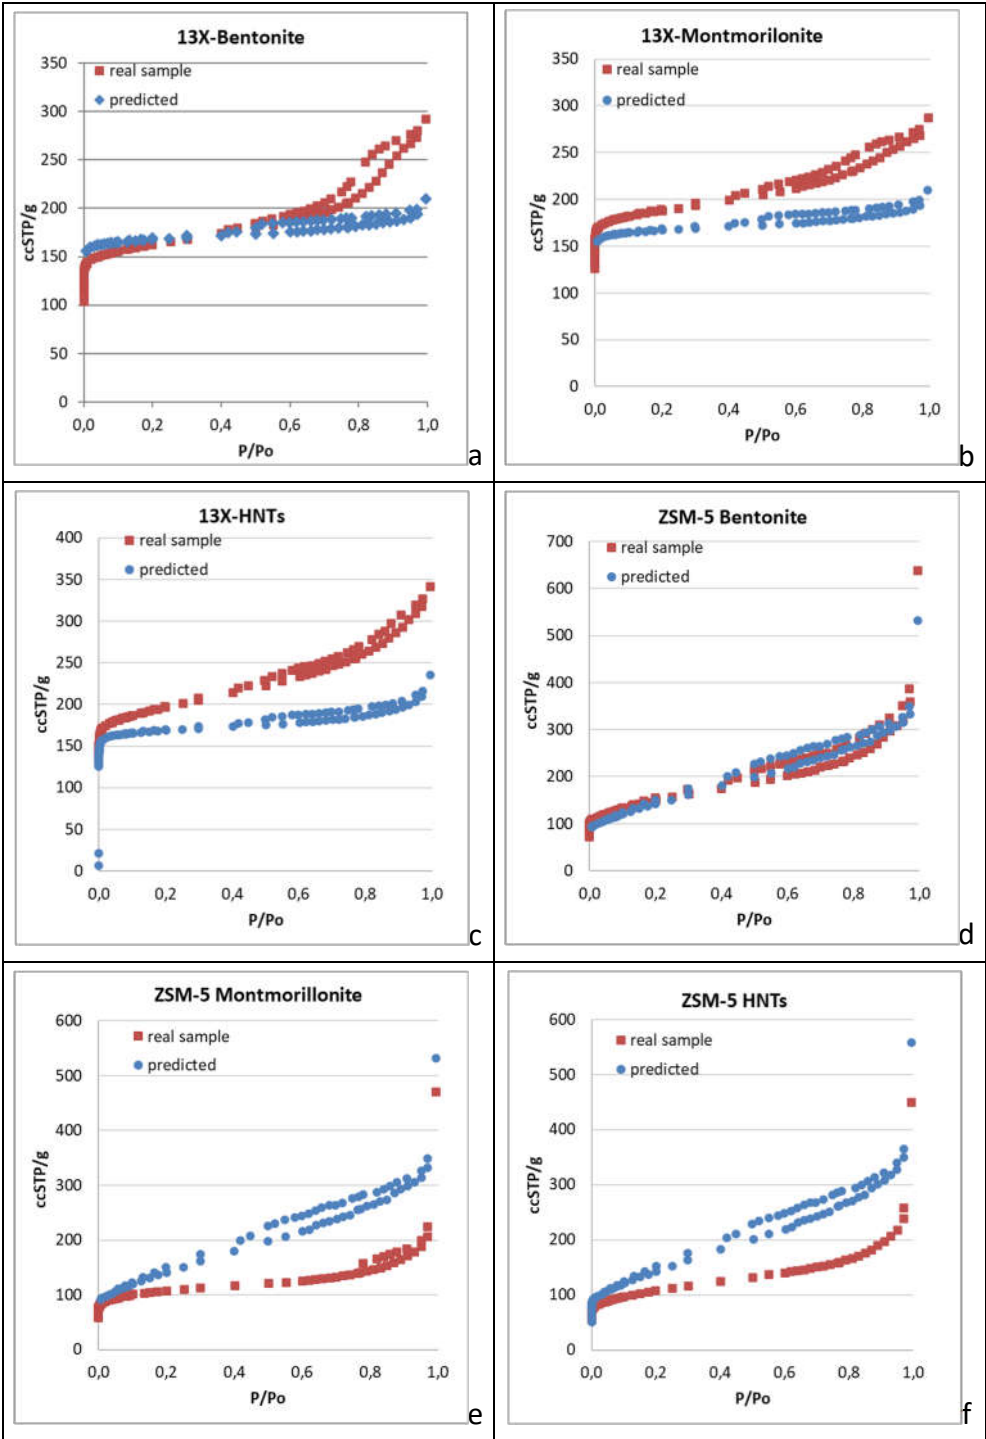 13X-Bentonite
350
real sample
300
predicted
250
200
150
100
50
0
ccSTP/g
0,0 0,2 0,4 0,6 0,8 1,0
P/Po
a
13X-Montmorilonite
350
real sample
300
predicted
250
200
150
100
50
0
ccSTP/g
0,0 0,2 0,4 0,6 0,8 1,0
P/Po
b
13X-HNTs
400
real sample
predicted
350
300
250
200
150
100
50
0
ccSTP/g
0,0 0,2 0,4 0,6 0,8 1,0
P/Po
c
ZSM-5 Bentonite
700
real sample
600
predicted
500
400
300
200
100
0
ccSTP/g
0,0 0,2 0,4 0,6 0,8 1,0
P/Po
d
ZSM-5 Montmorillonite
600
real sample
predicted
500
400
300
200
100
0
ccSTP/g
0,0 0,2 0,4 0,6 0,8 1,0
P/Po
e
ZSM-5 HNTs
600
real sample
predicted
500
400
300
200
100
0
ccSTP/g
0,0 0,2 0,4 0,6 0,8 1,0
P/Po
f